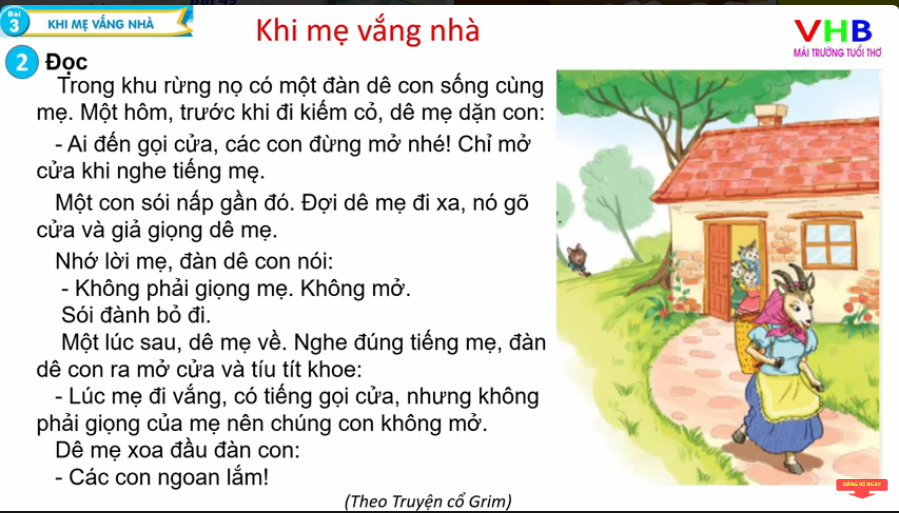 Bài
3
KHI MẸ VẮNG NHÀ
Khi mẹ vắng nhà
VHB
MÁI TRƯỜNG TUỔI THƠ
2 Đọc
Trong khu rừng nọ có một đàn dê con sống cùng
mẹ. Một hôm, trước khi đi kiếm cỏ, dê mẹ dặn con:
- Ai đến gọi cửa, các con đừng mở nhé! Chỉ mở
cửa khi nghe tiếng mẹ.
Một con sói nấp gần đó. Đợi dê mẹ đi xa, nó gõ
cửa và giả giọng dê mẹ.
Nhớ lời mẹ, đàn dê con nói:
- Không phải giọng mẹ. Không mở.
Sói đành bỏ đi.
Một lúc sau, dê mẹ về. Nghe đúng tiếng mẹ, đàn
dê con ra mở cửa và tíu tít khoe:
- Lúc mẹ đi vắng, có tiếng gọi cửa, nhưng không
phải giọng của mẹ nên chúng con không mở.
Dê mẹ xoa đầu đàn con:
- Các con ngoan lắm!
(Theo Truyện cổ Grim)
ĐĂNG KÍ NGAY